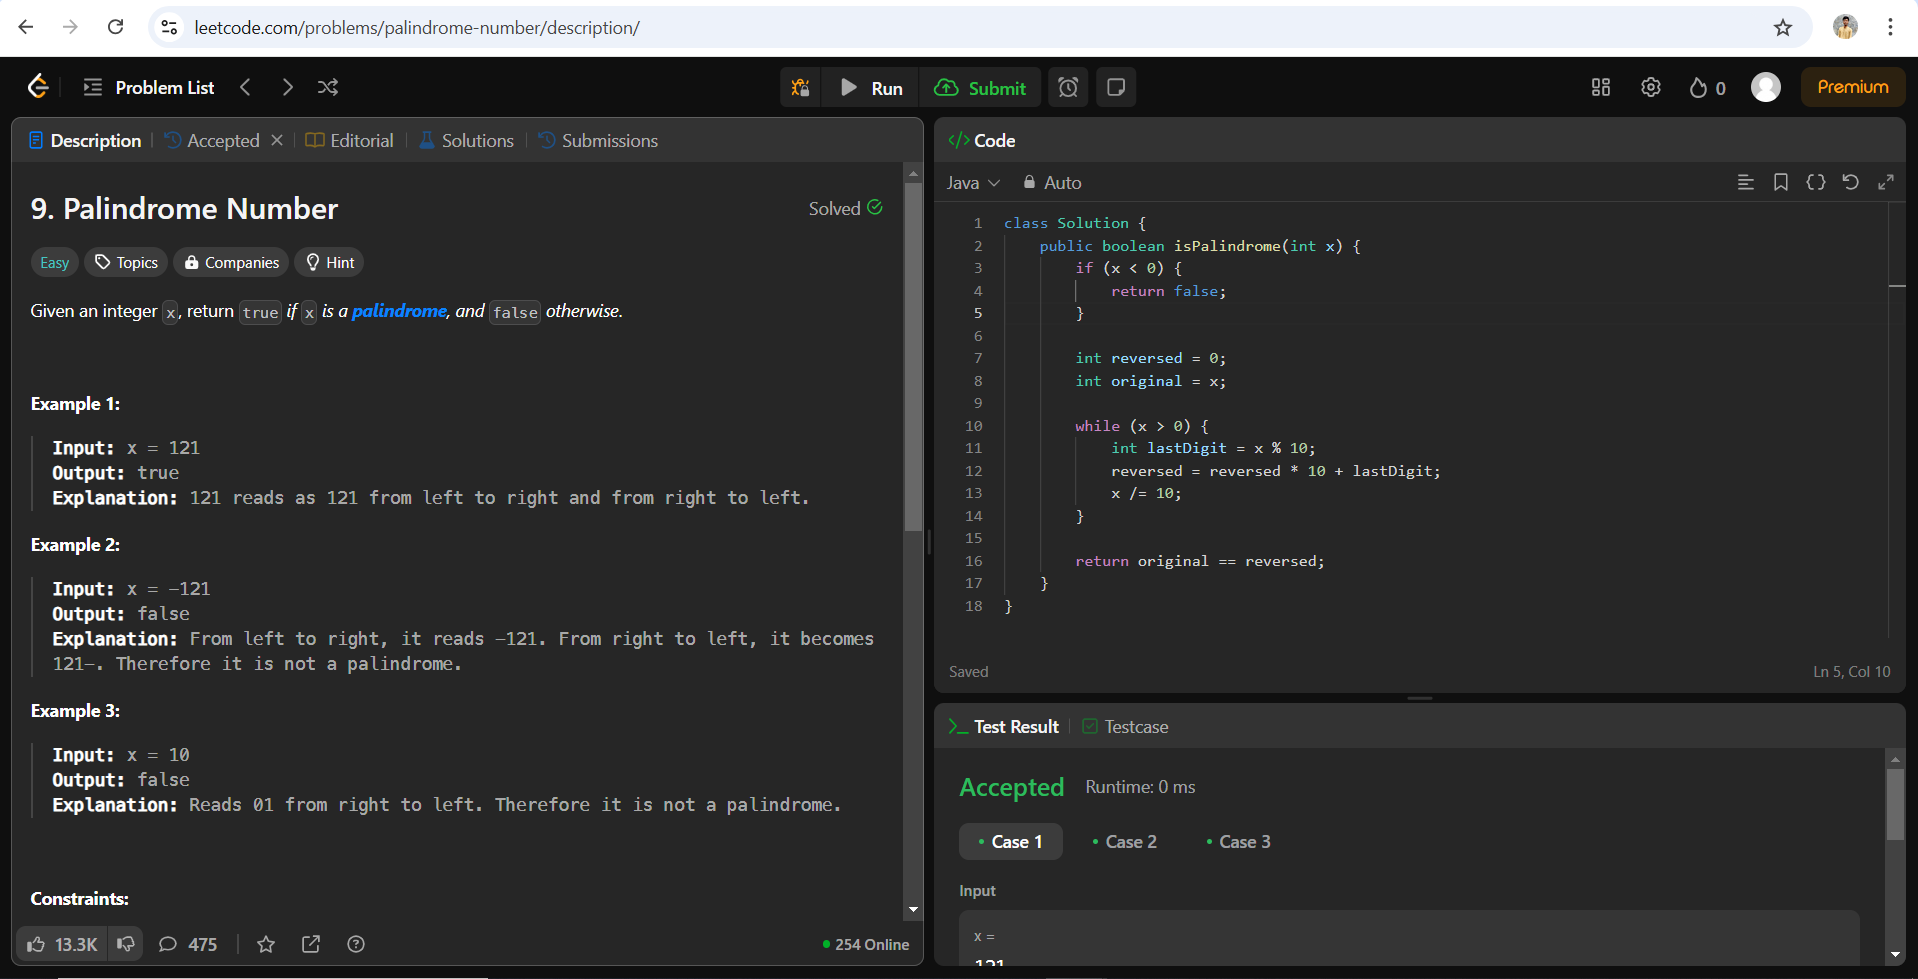 leetcode.com/problems/palindrome-number/description/
Problem List
Run
Submit
0
Premium
Description
Accepted
Editorial
Solutions
Submissions
9. Palindrome Number
Solved
Easy
Topics
Companies
Hint
Given an integer x, return true if x is a palindrome, and false otherwise.
Example 1:
Input: x = 121
Output: true
Explanation: 121 reads as 121 from left to right and from right to left.
Example 2:
Input: x = -121
Output: false
Explanation: From left to right, it reads -121. From right to left, it becomes
121-. Therefore it is not a palindrome.
Example 3:
Input: x = 10
Output: false
Explanation: Reads 01 from right to left. Therefore it is not a palindrome.
Constraints:
13.3K
475
254 Online
</> Code
Java
Auto
1 class Solution {
2 public boolean isPalindrome(int x) {
3 if (x < 0) {
4 return false;
5 }
6
7 int reversed = 0;
8 int original = x;
9
10 while (x > 0) {
11 int lastDigit = x % 10;
12 reversed = reversed * 10 + lastDigit;
13 x /= 10;
14 }
15
16 return original == reversed;
17 }
18 }
Saved
Ln 5, Col 10
Test Result
Testcase
Accepted
Runtime: 0 ms
Case 1
Case 2
Case 3
Input
x =
121